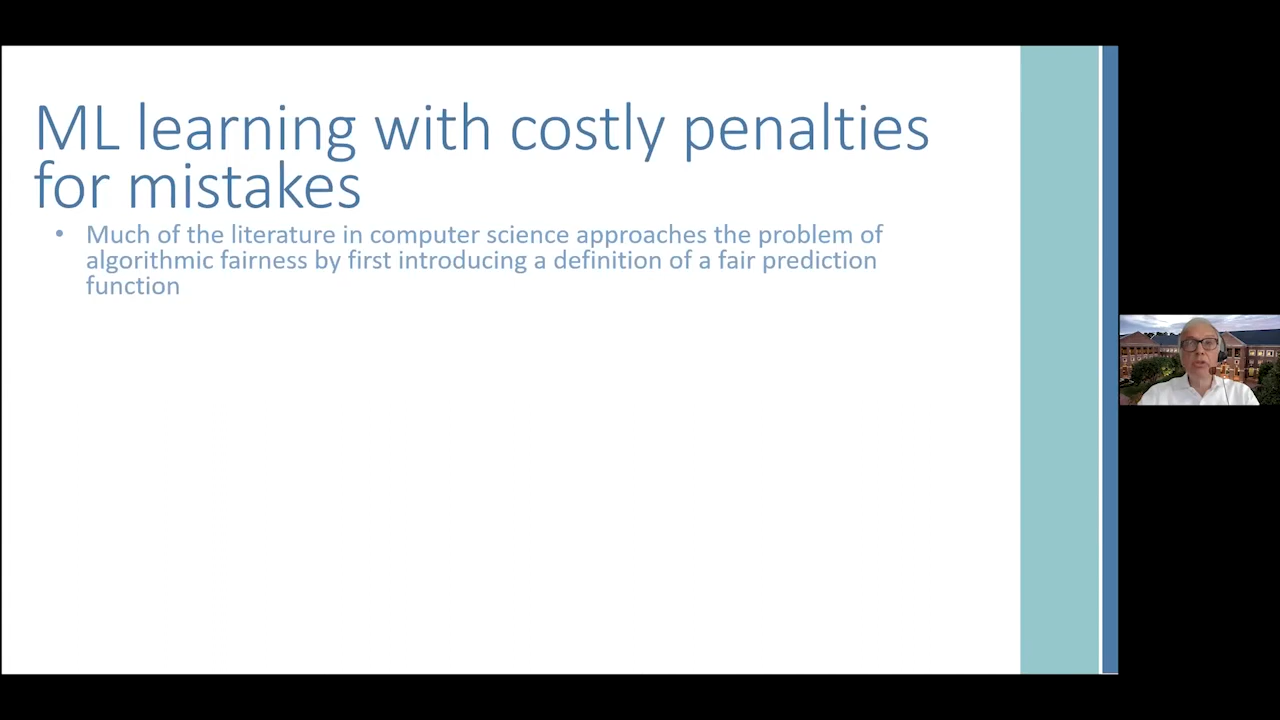 ML learning with costly penalties
for mistakes
• Much of the literature in computer science approaches the problem of
algorithmic fairness by first introducing a definition of a fair prediction
function